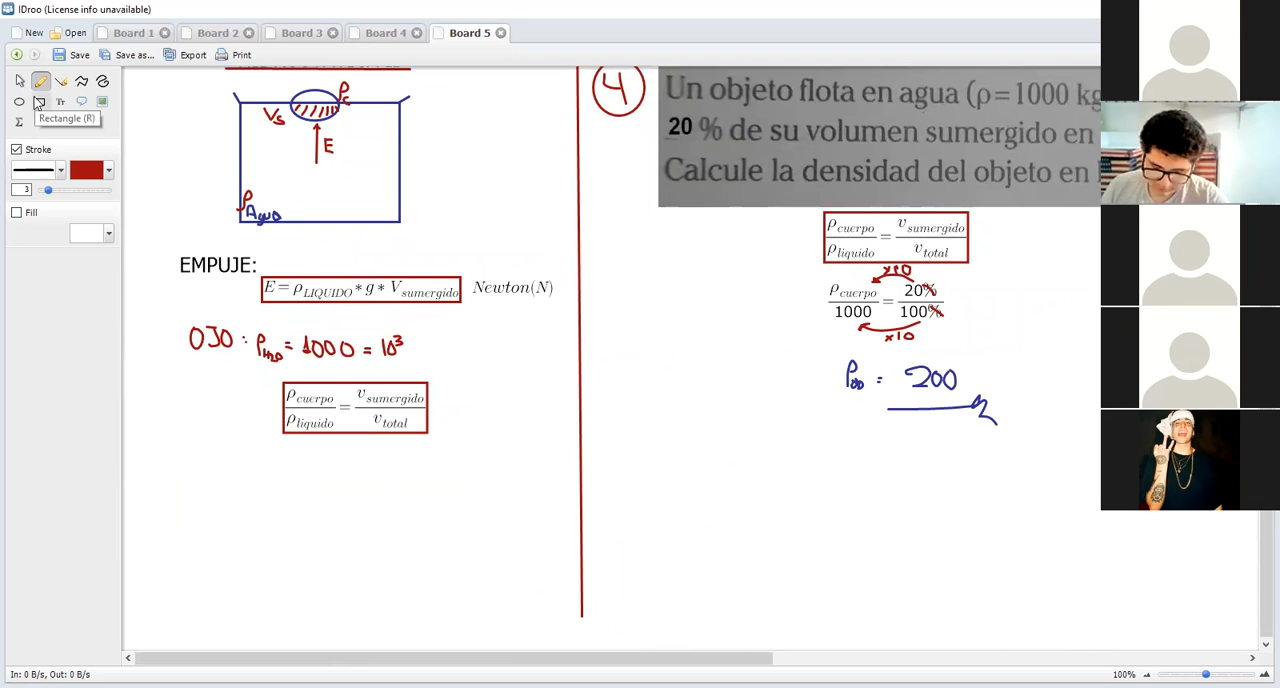 IDroo (License info unavailable)
New Open Board 1 Board 2 Board 3 Board 4 Board 5
Save Save as... Export Print
Tr
Σ
Rectangle (R)
Stroke
3
Fill
ρc
Vs
E
ρAgua
EMPUJE:
E = ρLIQUIDO * g * Vsumergido Newton(N)
OJO: ρH2O = 1000 = 10³
ρcuerpo / ρliquido = vsumergido / vtotal
4
Un objeto flota en agua (ρ=1000 kg
20 % de su volumen sumergido en
Calcule la densidad del objeto en
ρcuerpo / ρliquido = vsumergido / vtotal
x10
ρcuerpo / 1000 = 20% / 100%
x10
= 200
In: 0 B/s, Out: 0 B/s
100%